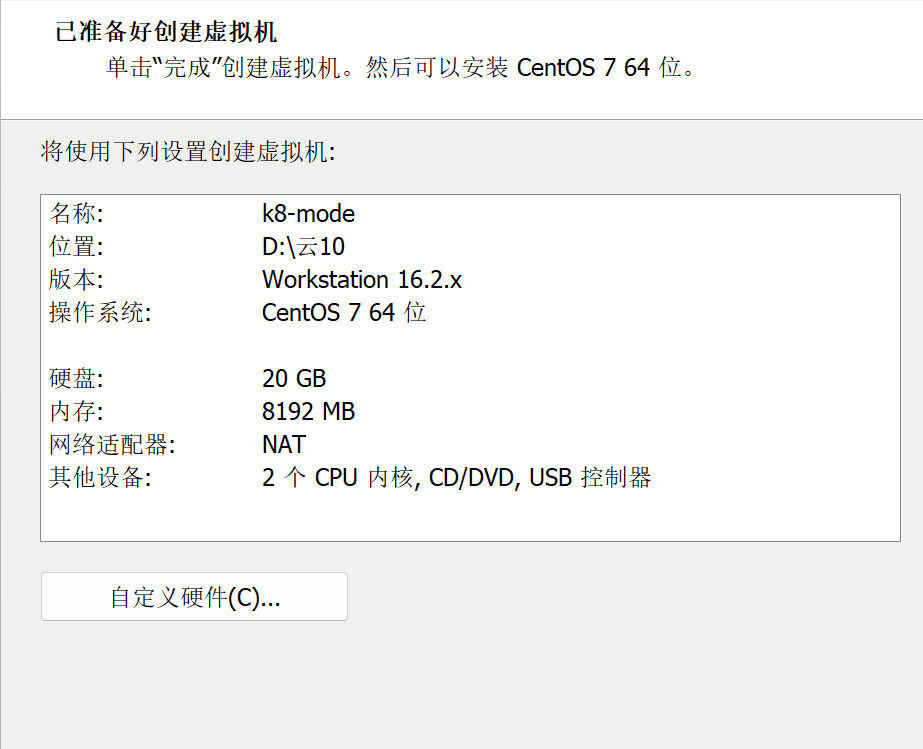 已准备好创建虚拟机
单击“完成”创建虚拟机。然后可以安装 CentOS 7 64 位。
将使用下列设置创建虚拟机:
名称: k8-mode
位置: D:\云10
版本: Workstation 16.2.x
操作系统: CentOS 7 64 位
硬盘: 20 GB
内存: 8192 MB
网络适配器: NAT
其他设备: 2 个 CPU 内核, CD/DVD, USB 控制器
自定义硬件(C)...